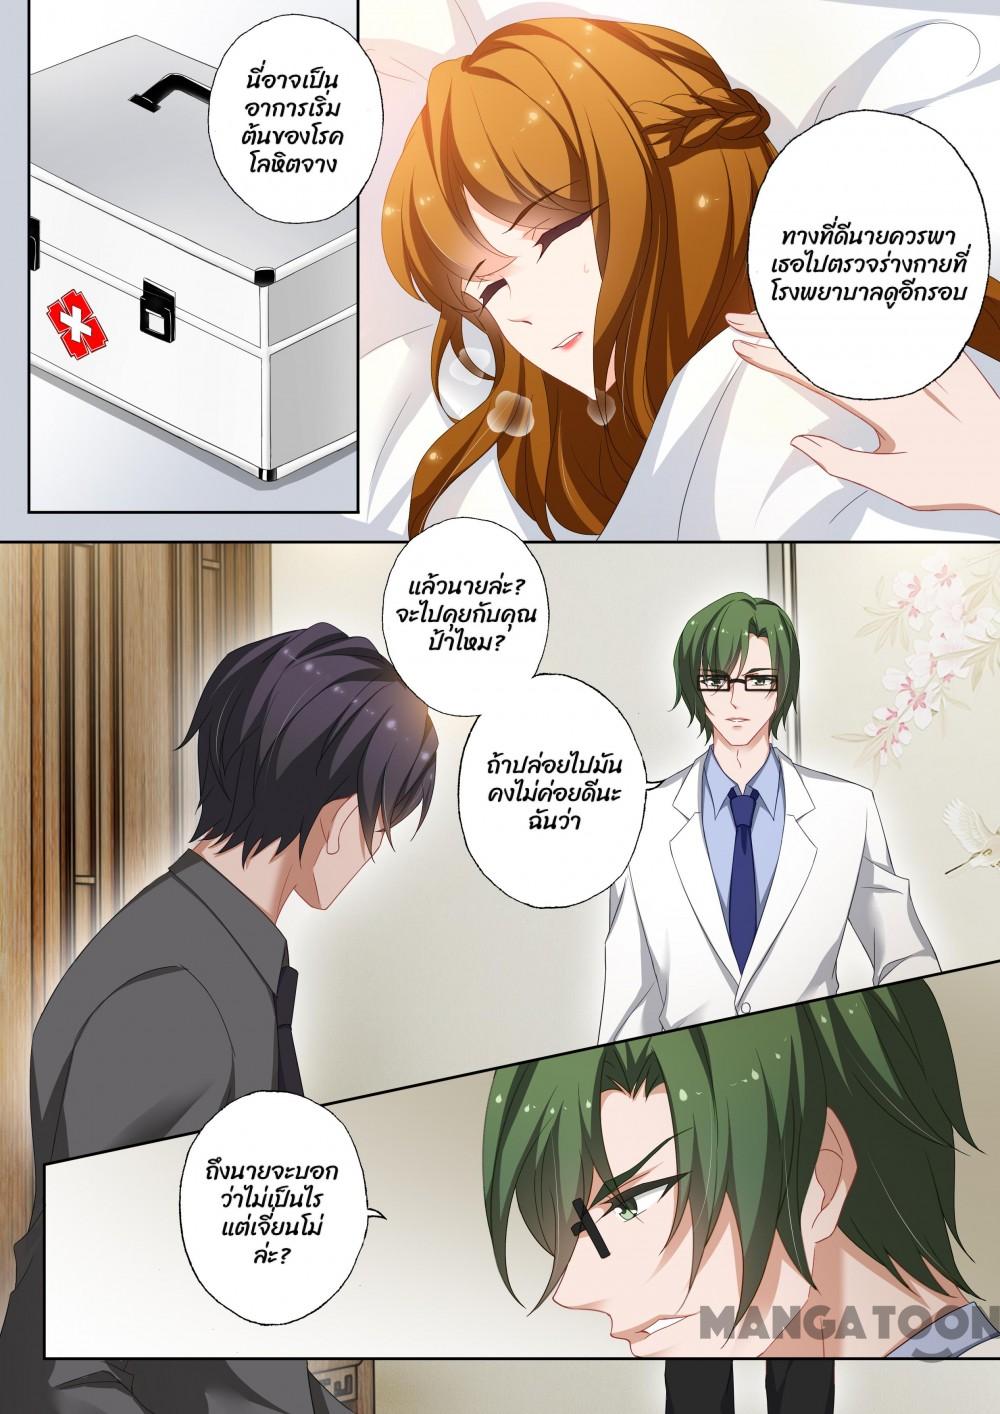 นี่อาจเป็น
อาการเริ่ม
ต้นของโรค
โลหิตจาง
ทางที่ดีนายควรพา
เธอไปตรวจร่างกายที่
โรงพยาบาลดูอีกรอบ
แล้วนายล่ะ?
จะไปคุยกับคุณ
ป้าไหม?
ถ้าปล่อยไปมัน
คงไม่ค่อยดีนะ
ฉันว่า
ถึงนายจะบอก
ว่าไม่เป็นไร
แต่เจี่ยนโม่
ล่ะ?
MANGATOON